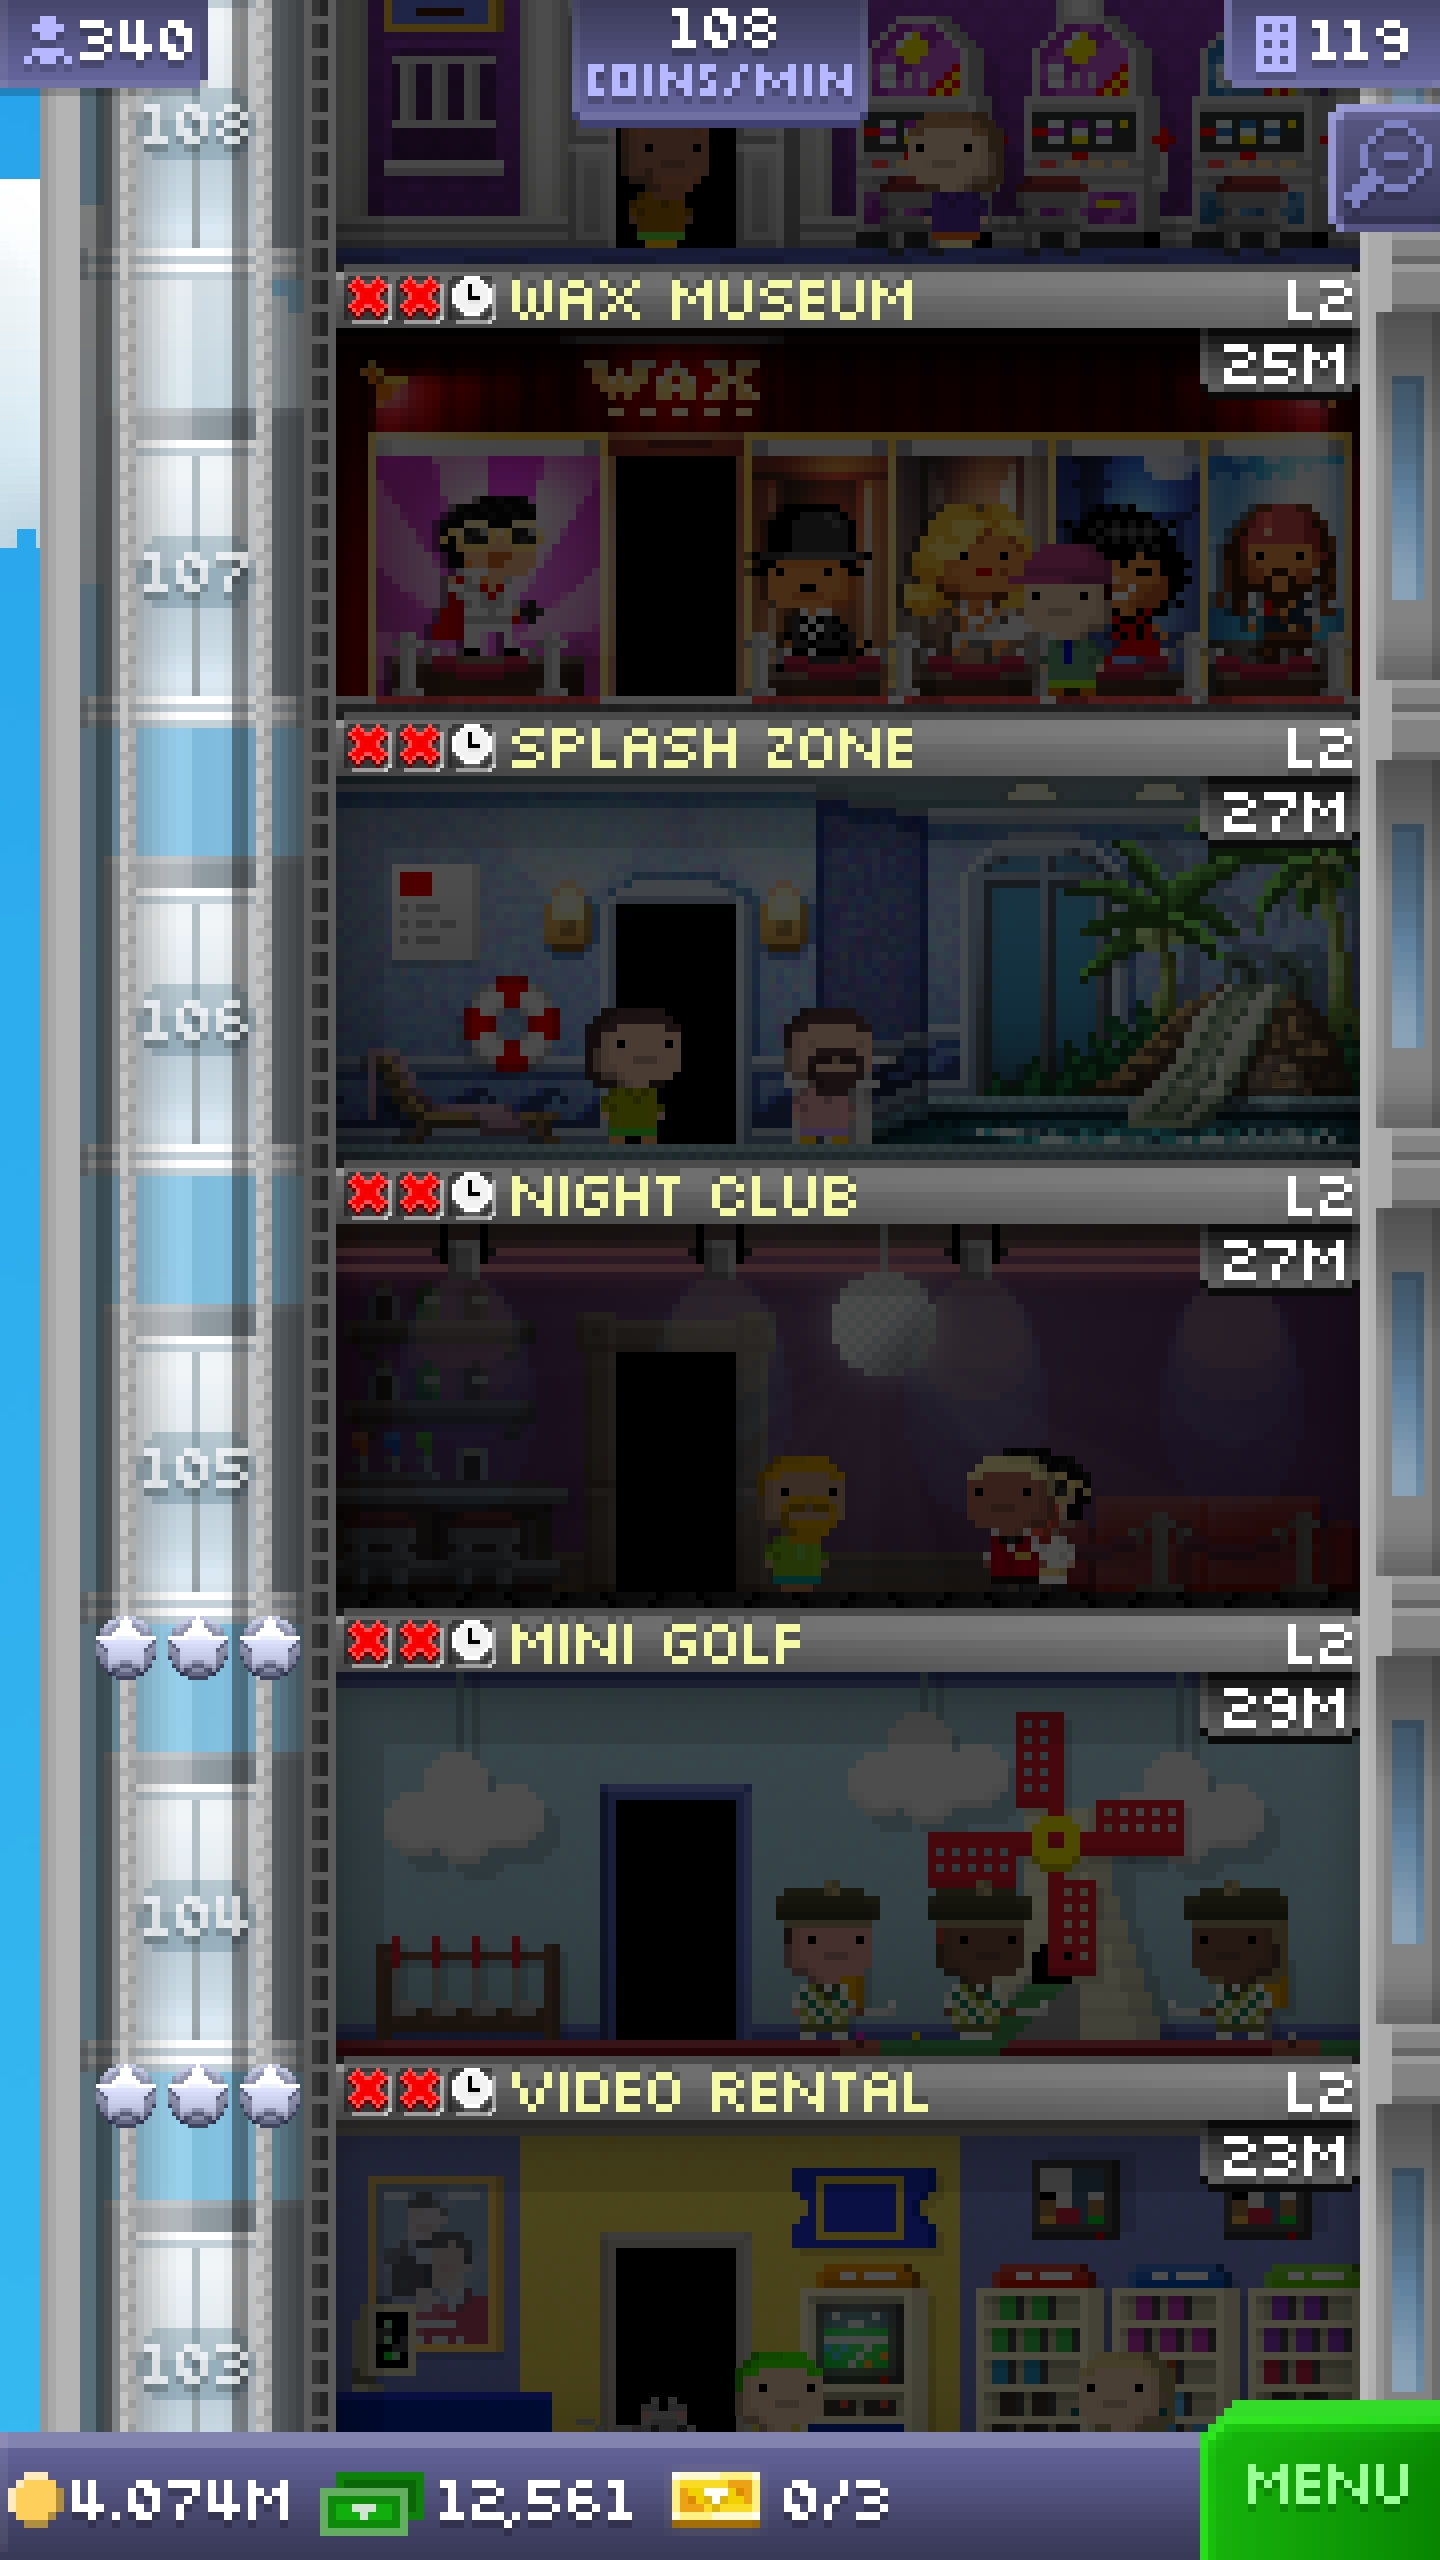 340
108
COINS/MIN
119
108
WAX MUSEUM L2
25M
WAX
107
SPLASH ZONE L2
27M
106
NIGHT CLUB L2
27M
105
MINI GOLF L2
29M
104
VIDEO RENTAL L2
23M
103
4.074M 12,561 0/3 MENU